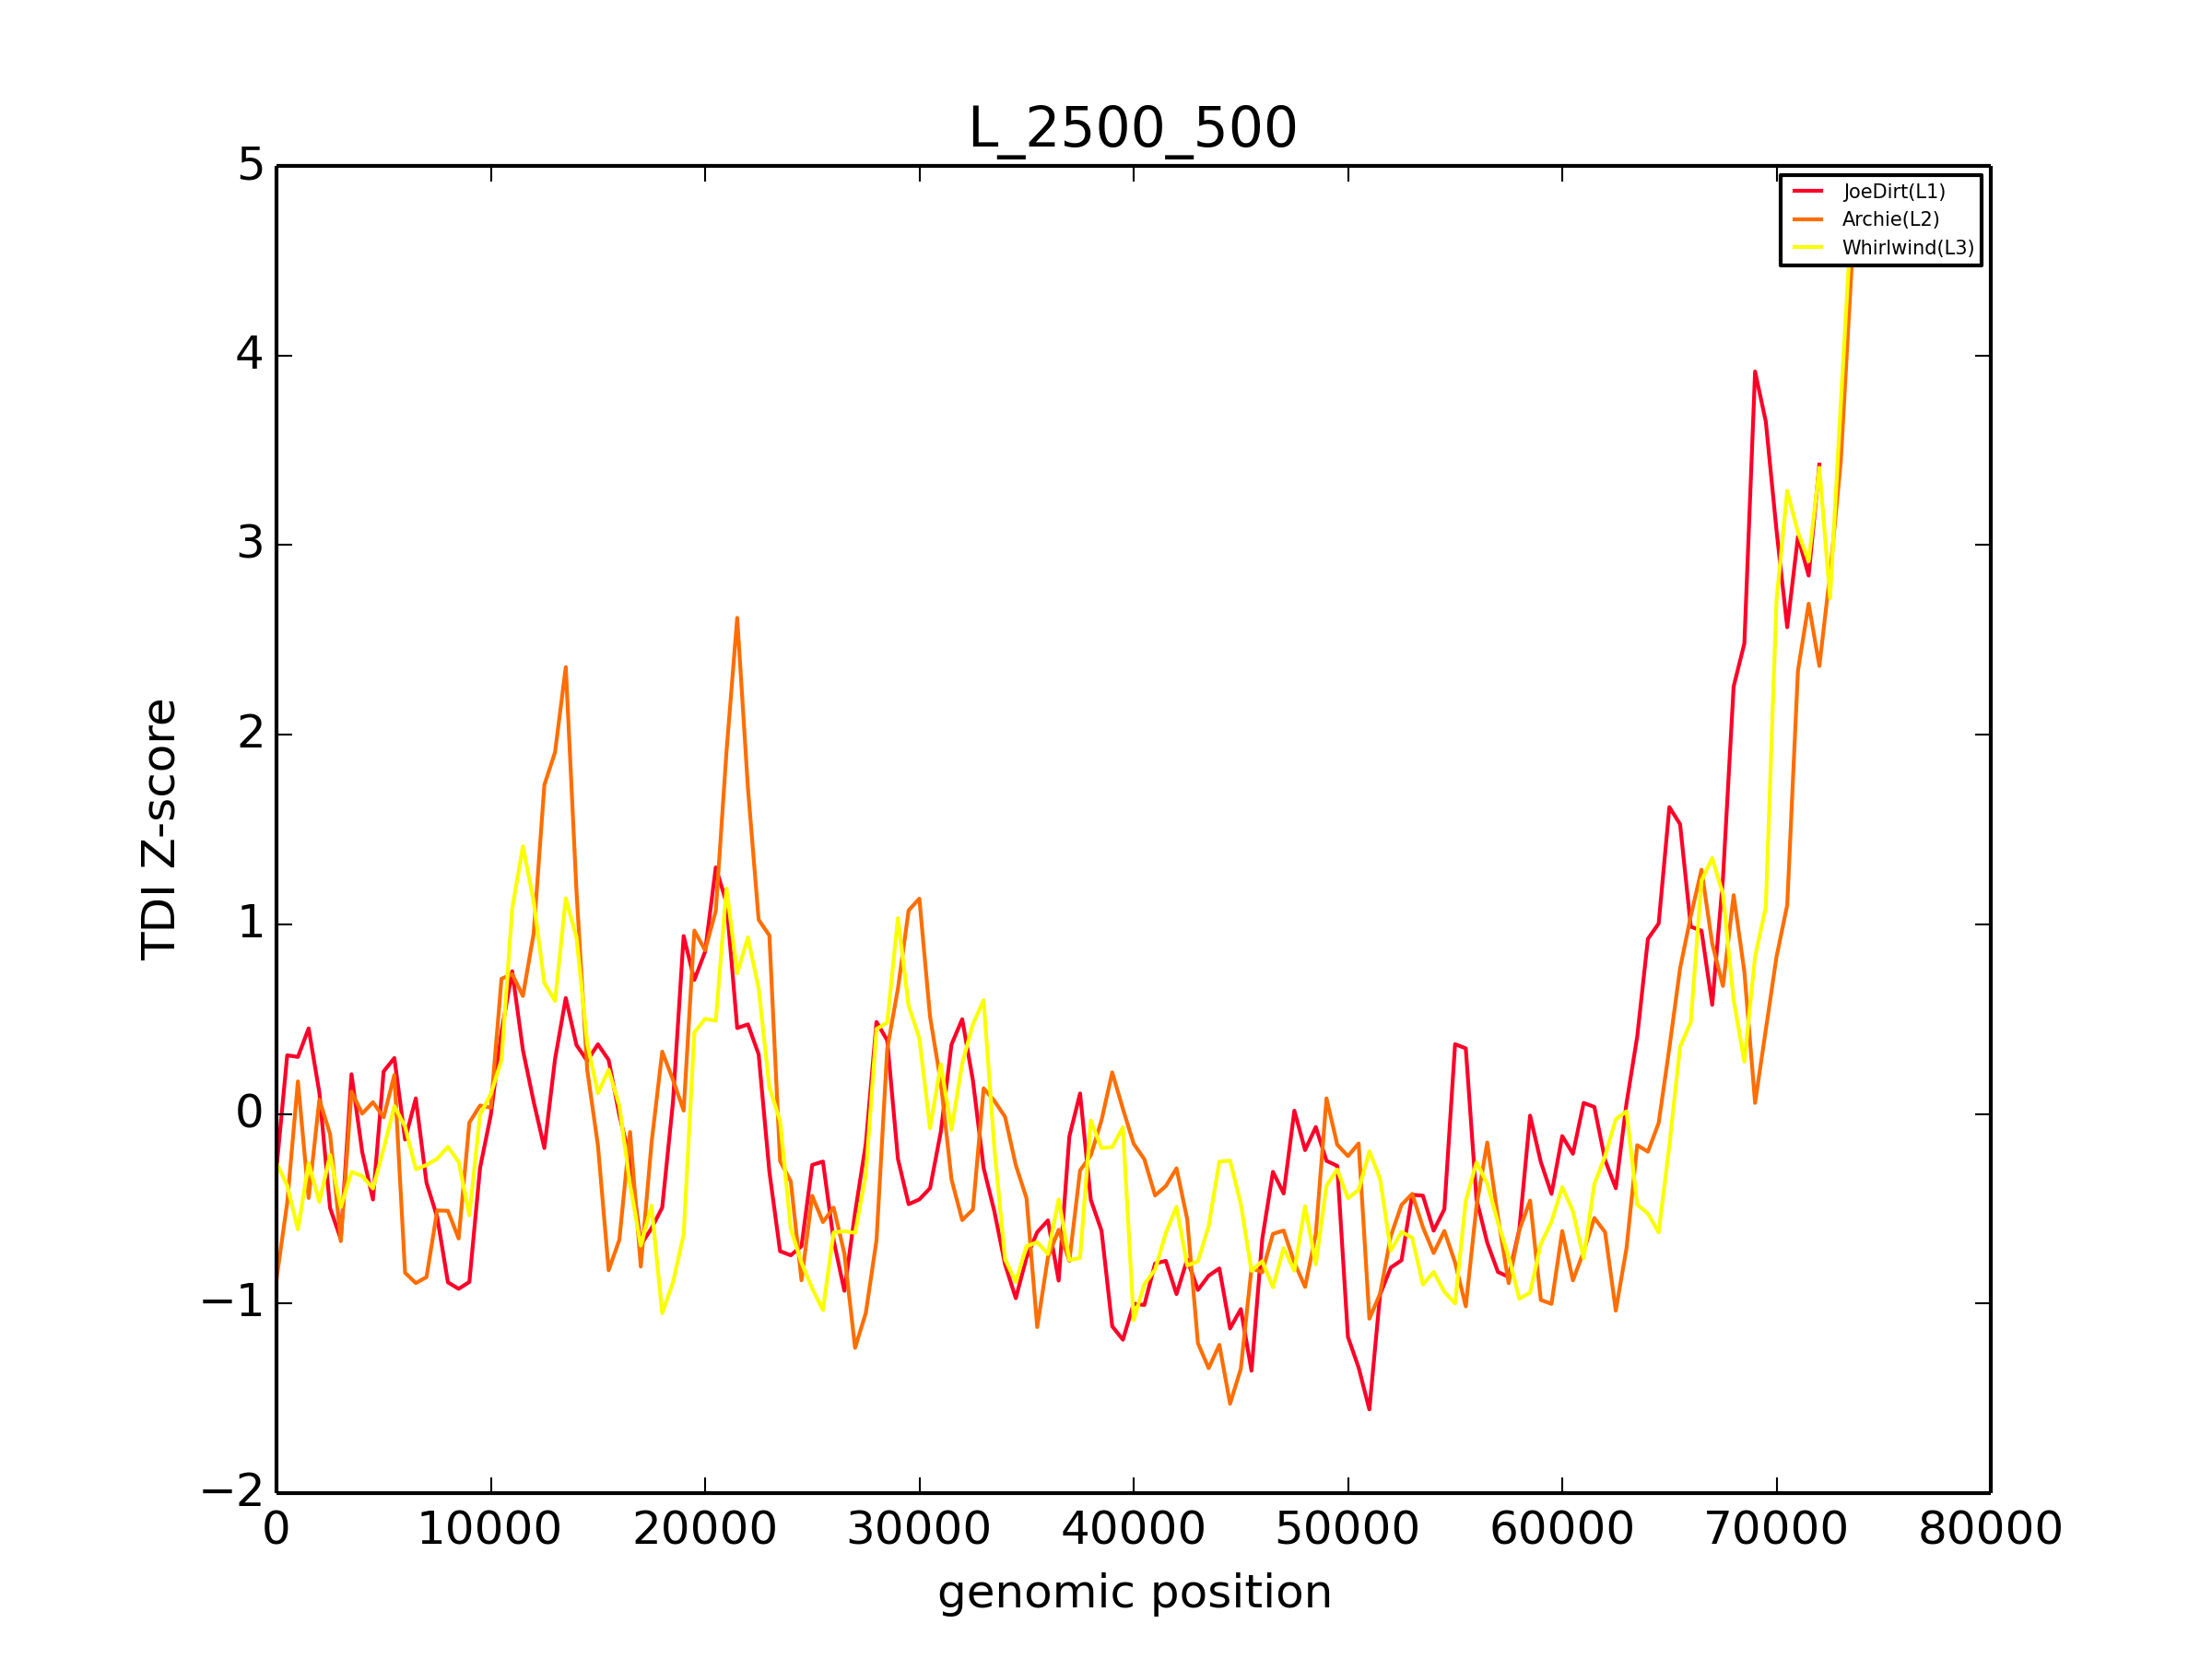 L_2500_500
5
4
3
2
1
0
−1
−2
TDI Z-score
JoeDirt(L1)
Archie(L2)
Whirlwind(L3)
0 10000 20000 30000 40000 50000 60000 70000 80000
genomic position